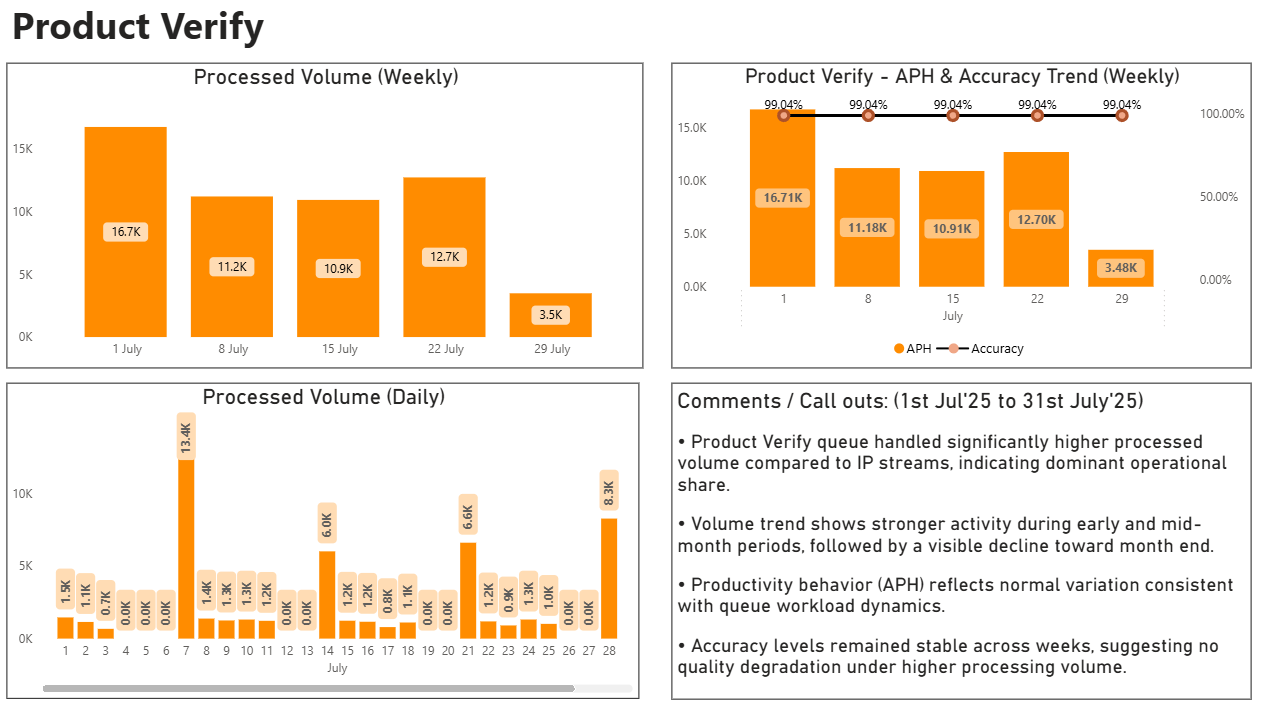 Product Verify
Processed Volume (Weekly)
15K
10K
5K
0K
16.7K
11.2K
10.9K
12.7K
3.5K
1 July
8 July
15 July
22 July
29 July
Product Verify - APH & Accuracy Trend (Weekly)
99.04%
99.04%
99.04%
99.04%
99.04%
15.0K
10.0K
5.0K
0.0K
100.00%
50.00%
0.00%
16.71K
11.18K
10.91K
12.70K
3.48K
1
8
15
22
29
July
APH
Accuracy
Processed Volume (Daily)
10K
5K
0K
1.5K
1.1K
0.7K
0.0K
0.0K
0.0K
13.4K
1.4K
1.3K
1.3K
1.2K
0.0K
0.0K
6.0K
1.2K
1.2K
0.8K
1.1K
0.0K
0.0K
6.6K
1.2K
0.9K
1.3K
1.0K
0.0K
0.0K
8.3K
1 2 3 4 5 6 7 8 9 10 11 12 13 14 15 16 17 18 19 20 21 22 23 24 25 26 27 28
July
Comments / Call outs: (1st Jul'25 to 31st July'25)
• Product Verify queue handled significantly higher processed
volume compared to IP streams, indicating dominant operational
share.
• Volume trend shows stronger activity during early and mid-
month periods, followed by a visible decline toward month end.
• Productivity behavior (APH) reflects normal variation consistent
with queue workload dynamics.
• Accuracy levels remained stable across weeks, suggesting no
quality degradation under higher processing volume.